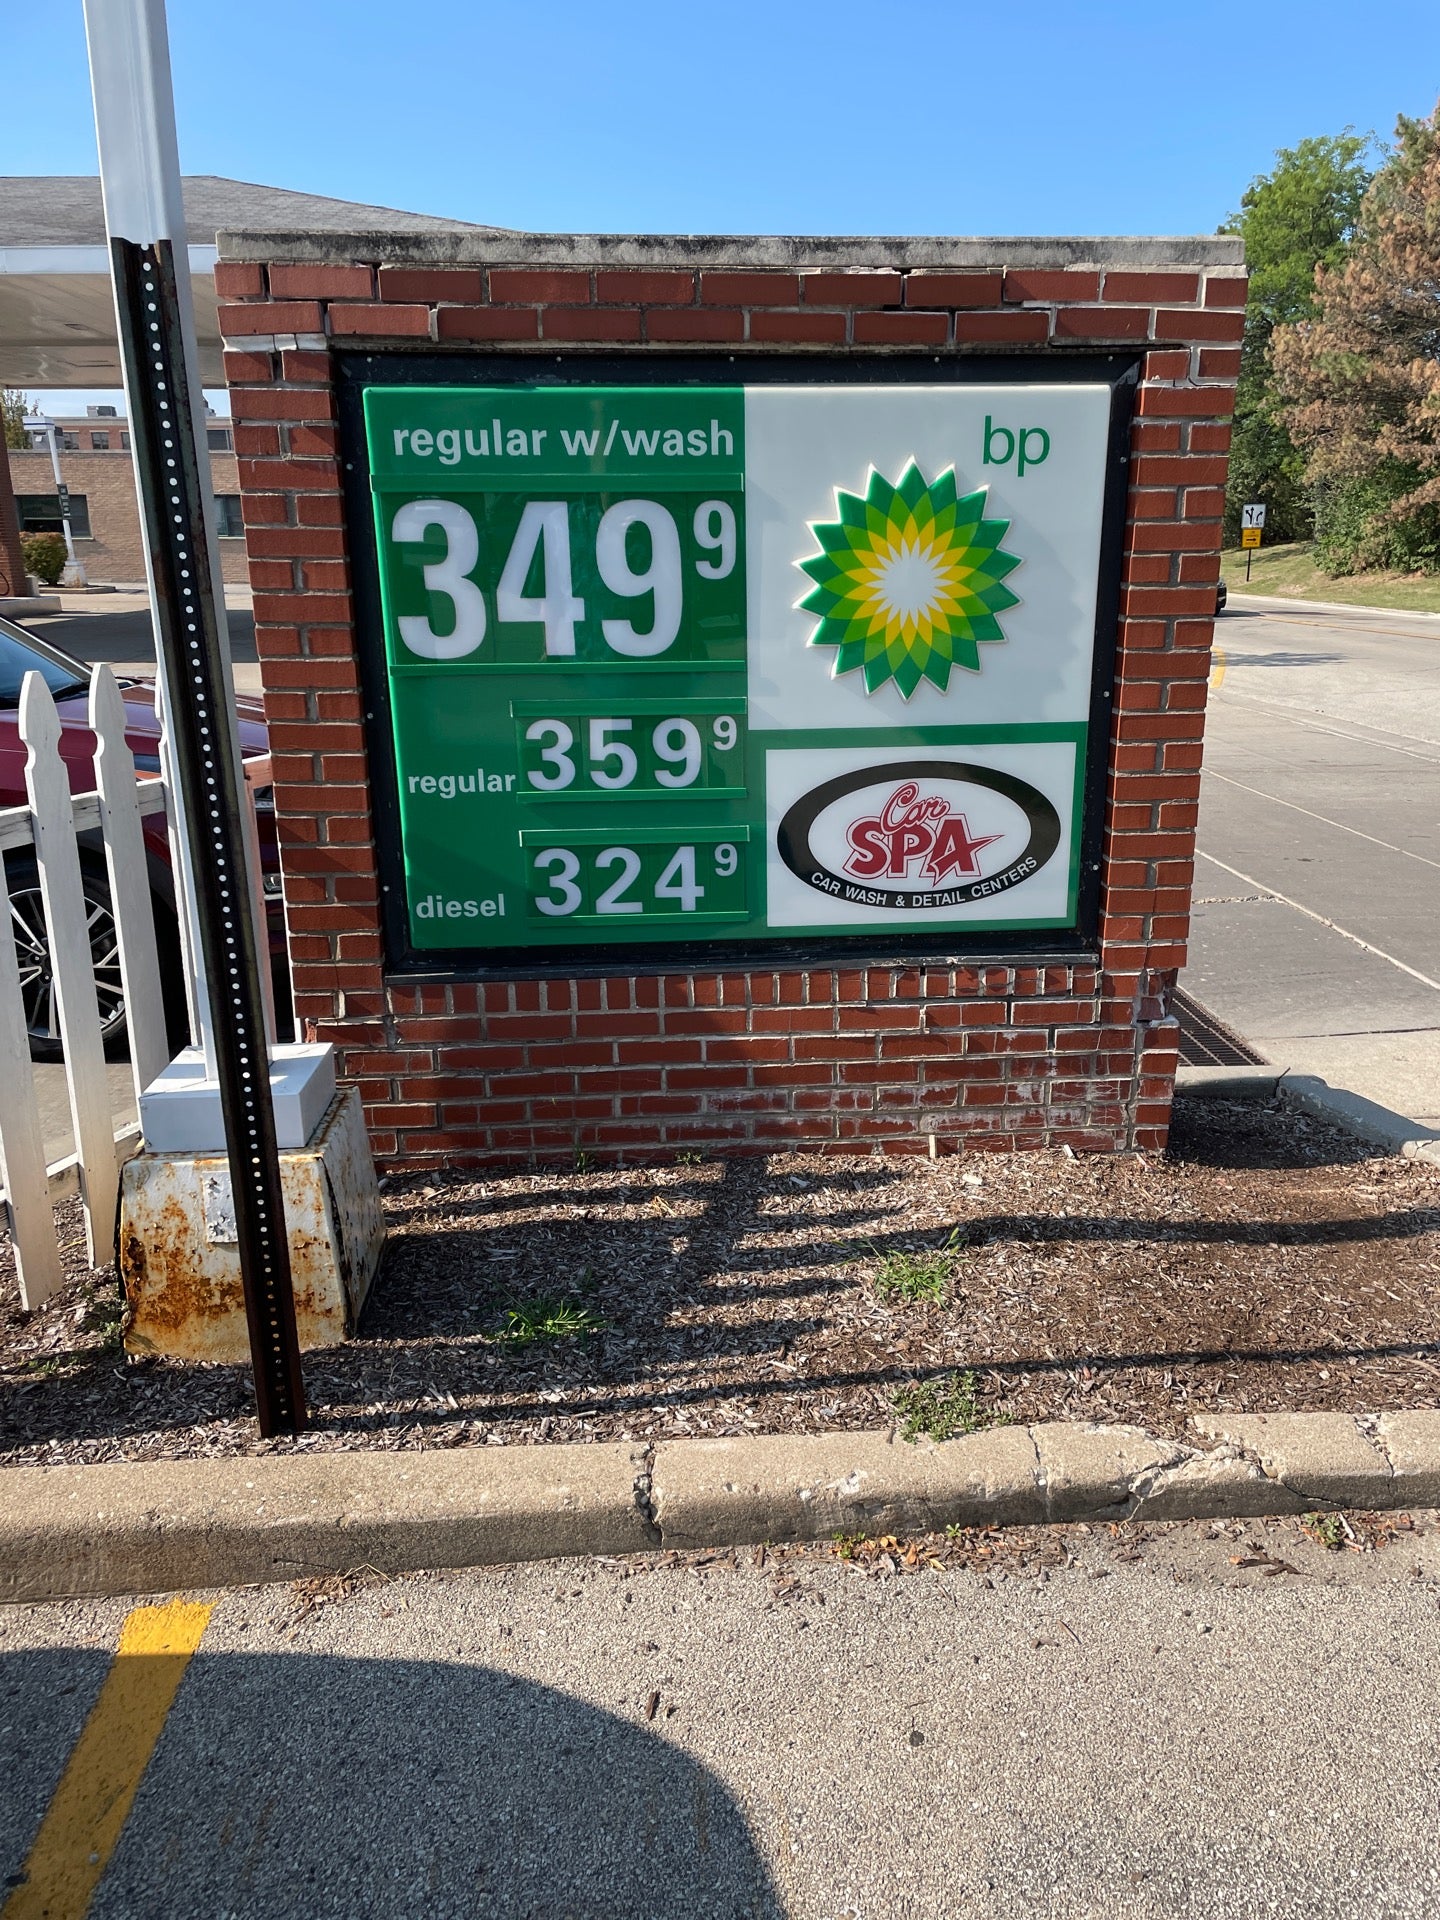 regular w/wash
349 9
regular 359 9
diesel 324 9
bp
Car
SPA
CAR WASH & DETAIL CENTERS